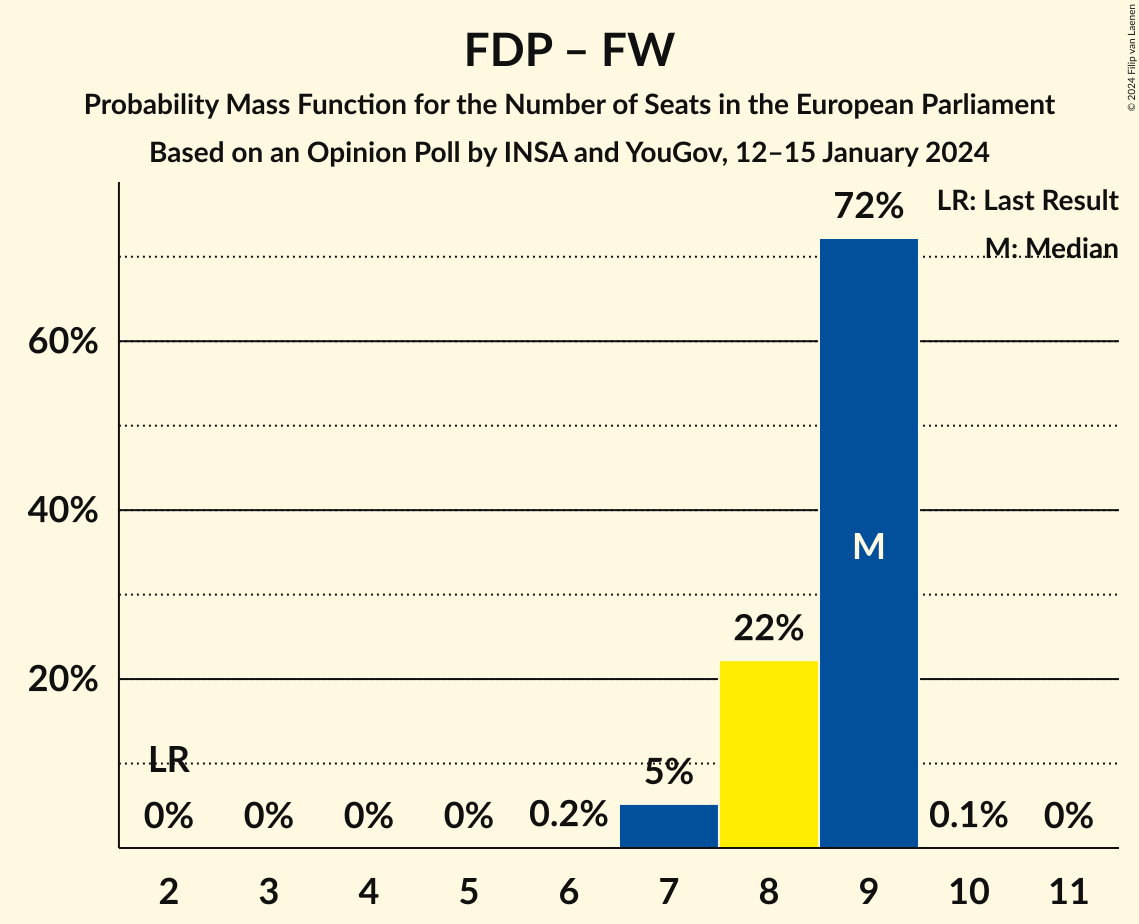 FDP – FW
Probability Mass Function for the Number of Seats in the European Parliament
Based on an Opinion Poll by INSA and YouGov, 12–15 January 2024
© 2024 Filip van Laenen
LR: Last Result
M: Median
72%
60%
40%
M
22%
20%
LR
5%
0%
0%
0%
0%
0.2%
0.1%
0%
2
3
4
5
6
7
8
9
10
11